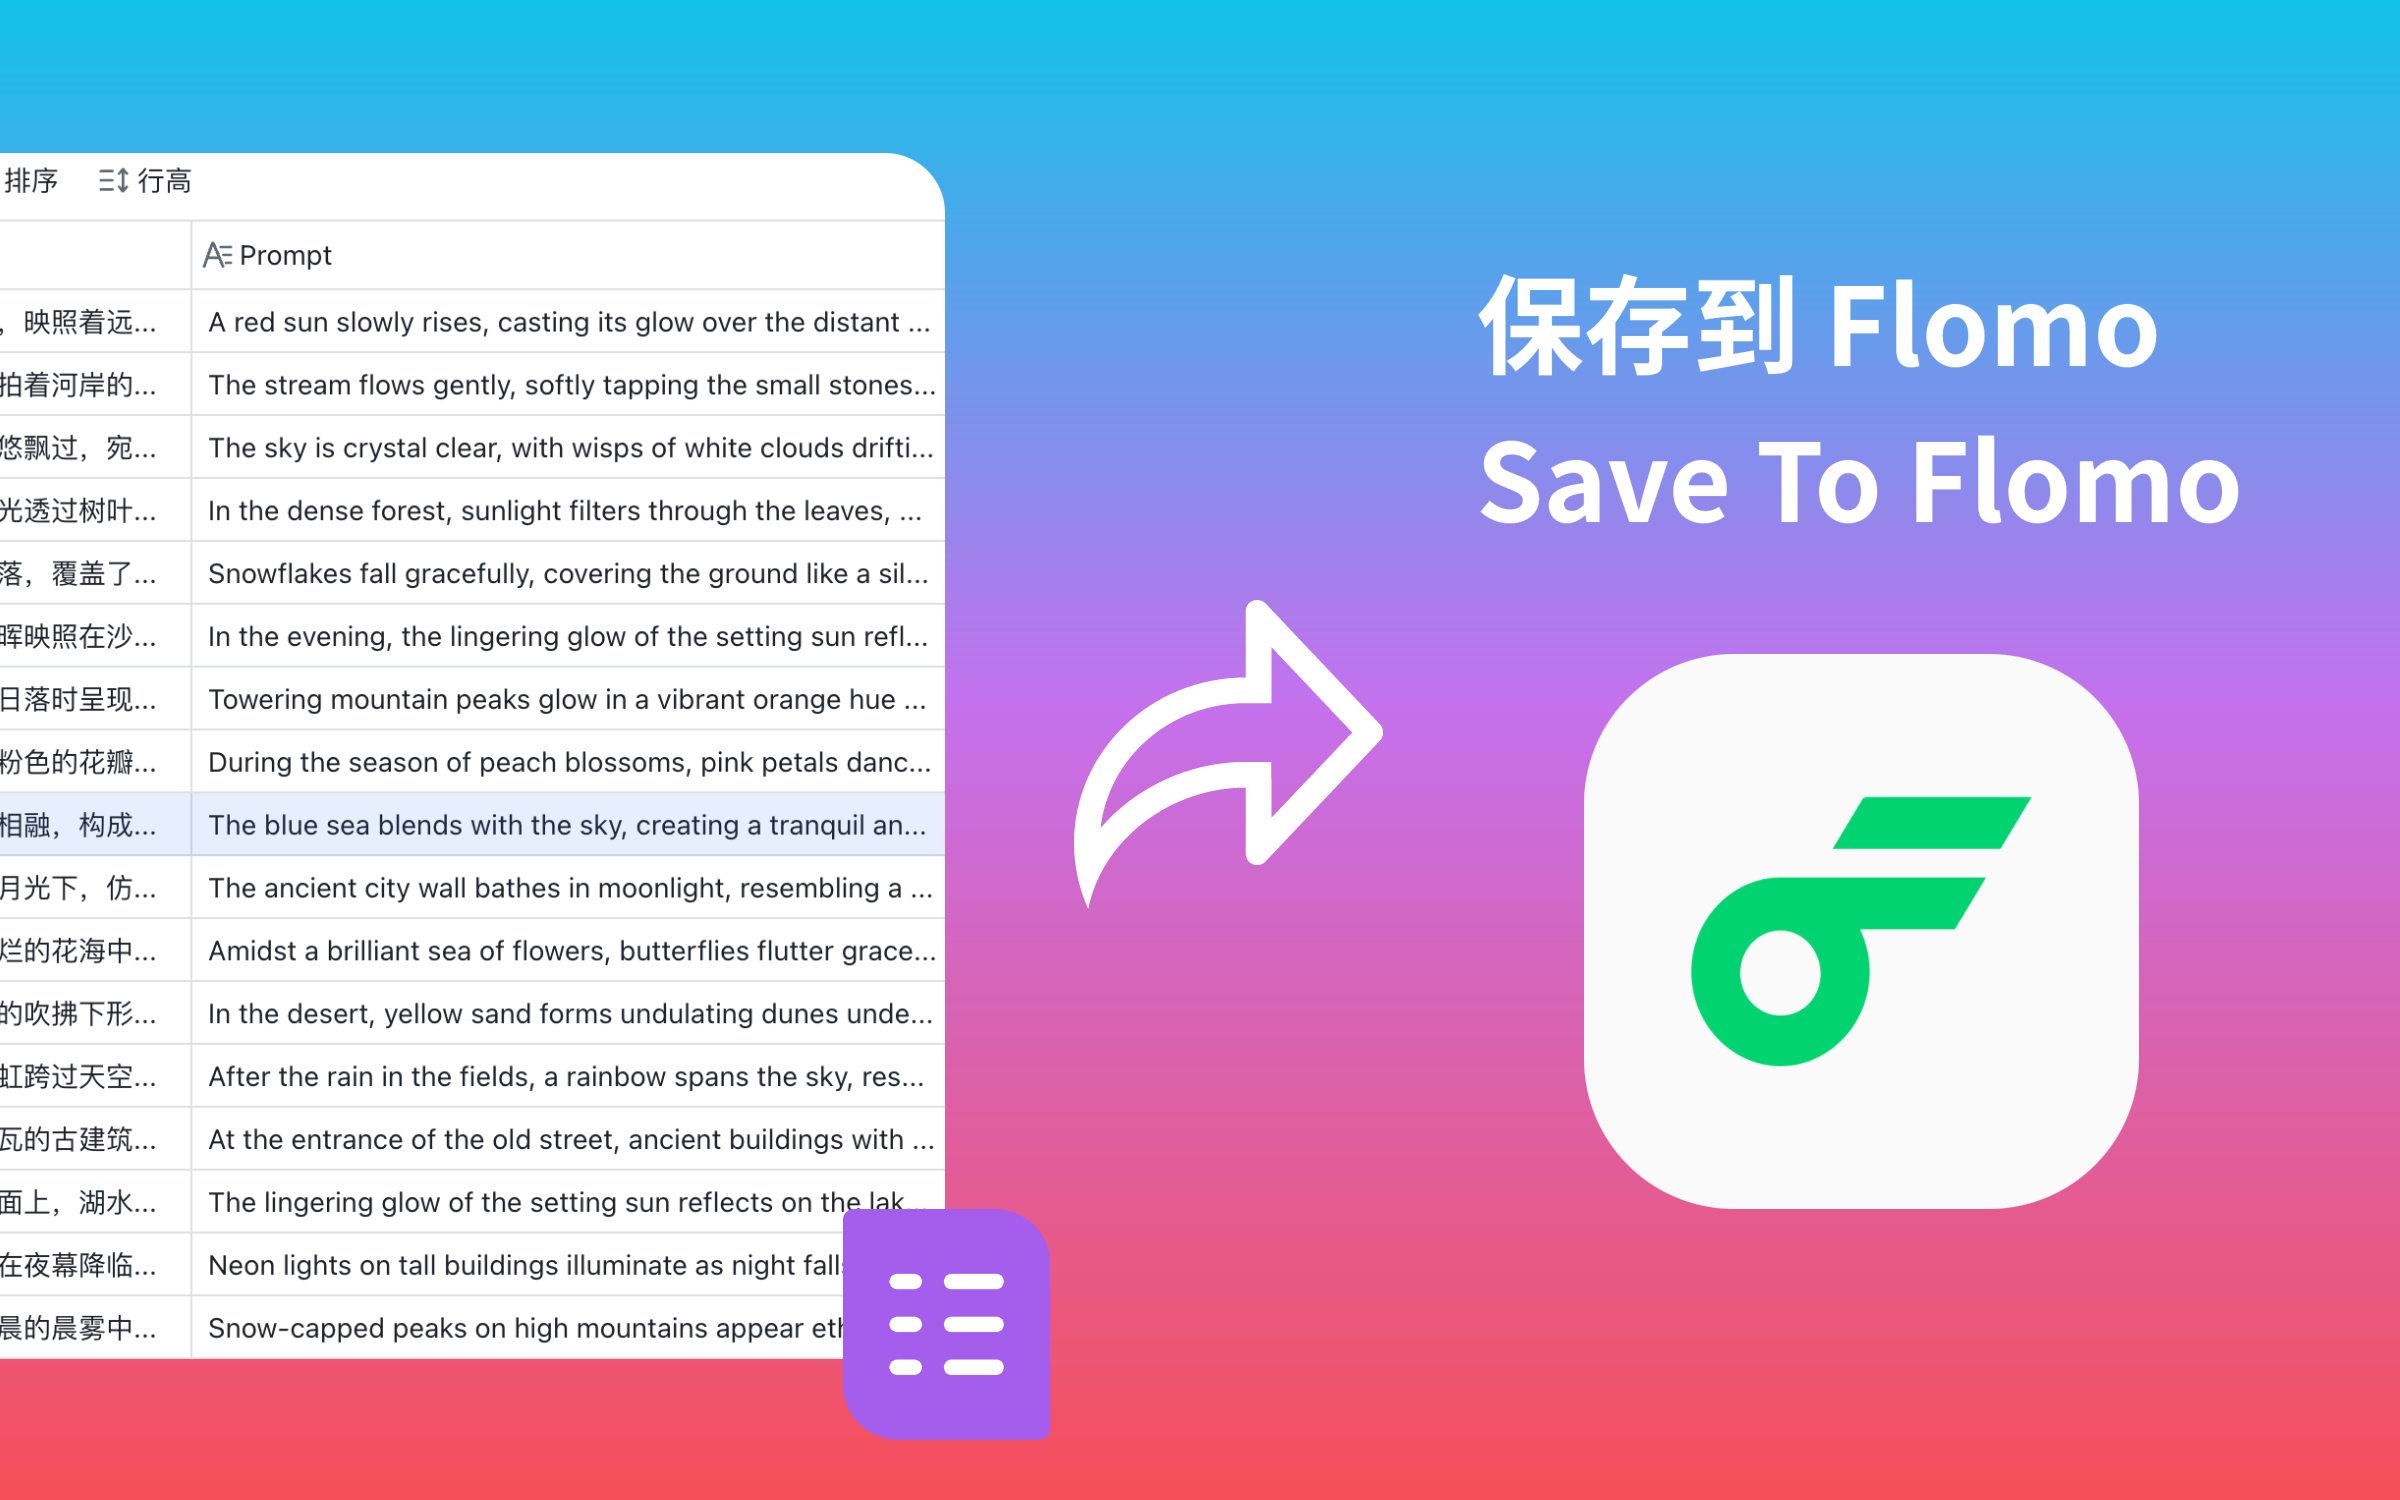 排序 行高
Prompt
，映照着远... A red sun slowly rises, casting its glow over the distant ...
拍着河岸的... The stream flows gently, softly tapping the small stones...
悠飘过，宛... The sky is crystal clear, with wisps of white clouds drifti...
光透过树叶... In the dense forest, sunlight filters through the leaves, ...
落，覆盖了... Snowflakes fall gracefully, covering the ground like a sil...
晖映照在沙... In the evening, the lingering glow of the setting sun refl...
日落时呈现... Towering mountain peaks glow in a vibrant orange hue ...
粉色的花瓣... During the season of peach blossoms, pink petals danc...
相融，构成... The blue sea blends with the sky, creating a tranquil an...
月光下，仿... The ancient city wall bathes in moonlight, resembling a ...
烂的花海中... Amidst a brilliant sea of flowers, butterflies flutter grace...
的吹拂下形... In the desert, yellow sand forms undulating dunes unde...
虹跨过天空... After the rain in the fields, a rainbow spans the sky, res...
瓦的古建筑... At the entrance of the old street, ancient buildings with ...
面上，湖水... The lingering glow of the setting sun reflects on the lak...
在夜幕降临... Neon lights on tall buildings illuminate as night falls
晨的晨雾中... Snow-capped peaks on high mountains appear eth
保存到 Flomo
Save To Flomo